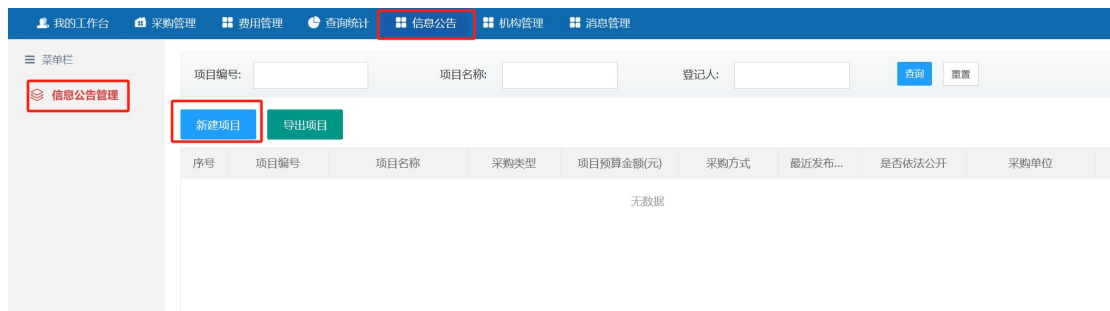 我的工作台 采购管理 费用管理 查询统计 信息公告 机构管理 消息管理
菜单栏
信息公告管理
项目编号: 项目名称: 登记人: 查询 重置
新建项目 导出项目
序号 项目编号 项目名称 采购类型 项目预算金额(元) 采购方式 最近发布... 是否依法公开 采购单位
无数据